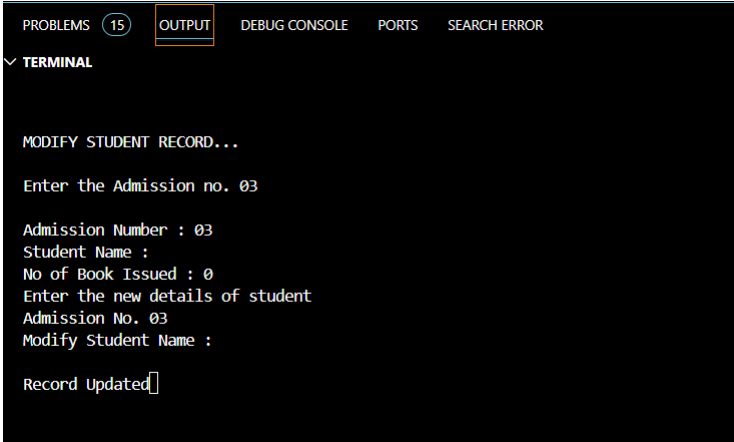 PROBLEMS 15 OUTPUT DEBUG CONSOLE PORTS SEARCH ERROR
TERMINAL
MODIFY STUDENT RECORD...
Enter the Admission no. 03
Admission Number : 03
Student Name :
No of Book Issued : 0
Enter the new details of student
Admission No. 03
Modify Student Name :
Record Updated